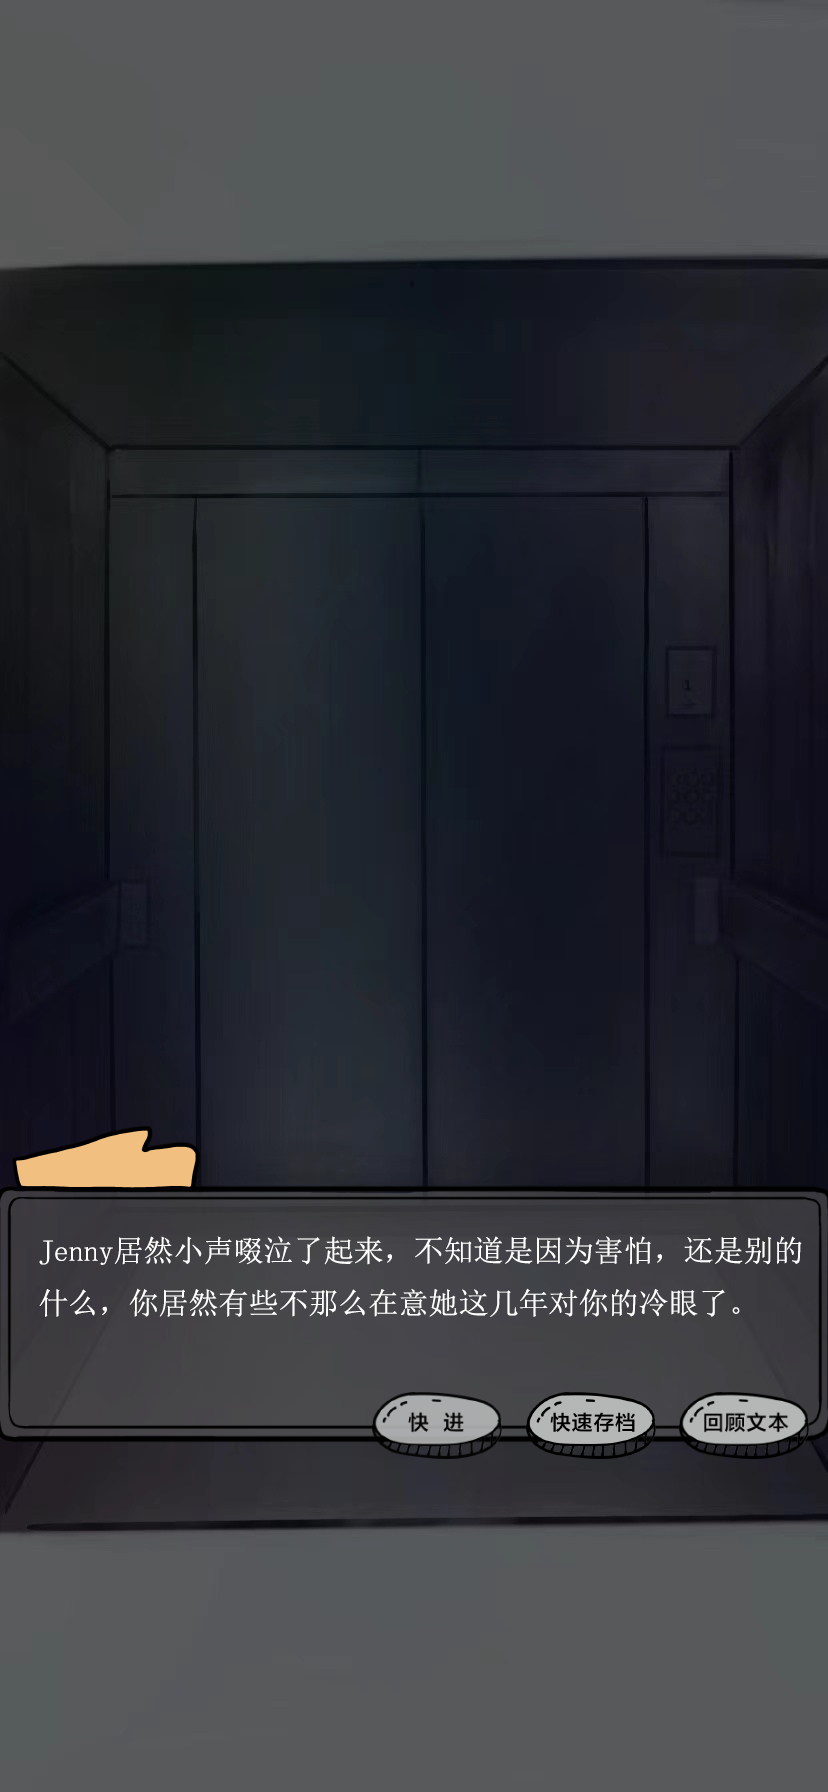 1
Jenny居然小声啜泣了起来，不知道是因为害怕，还是别的
什么，你居然有些不那么在意她这几年对你的冷眼了。
快 进
快速存档
回顾文本